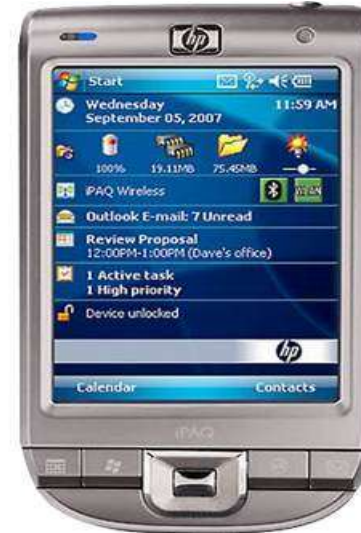 hp
Start
Wednesday
September 05, 2007
11:59 AM
100%
19.11MB
75.45MB
iPAQ Wireless
WLAN
Outlook E-mail: 7 Unread
Review Proposal
12:00PM-1:00PM (Dave's office)
1 Active task
1 High priority
Device unlocked
hp
Calendar
Contacts
iPAQ